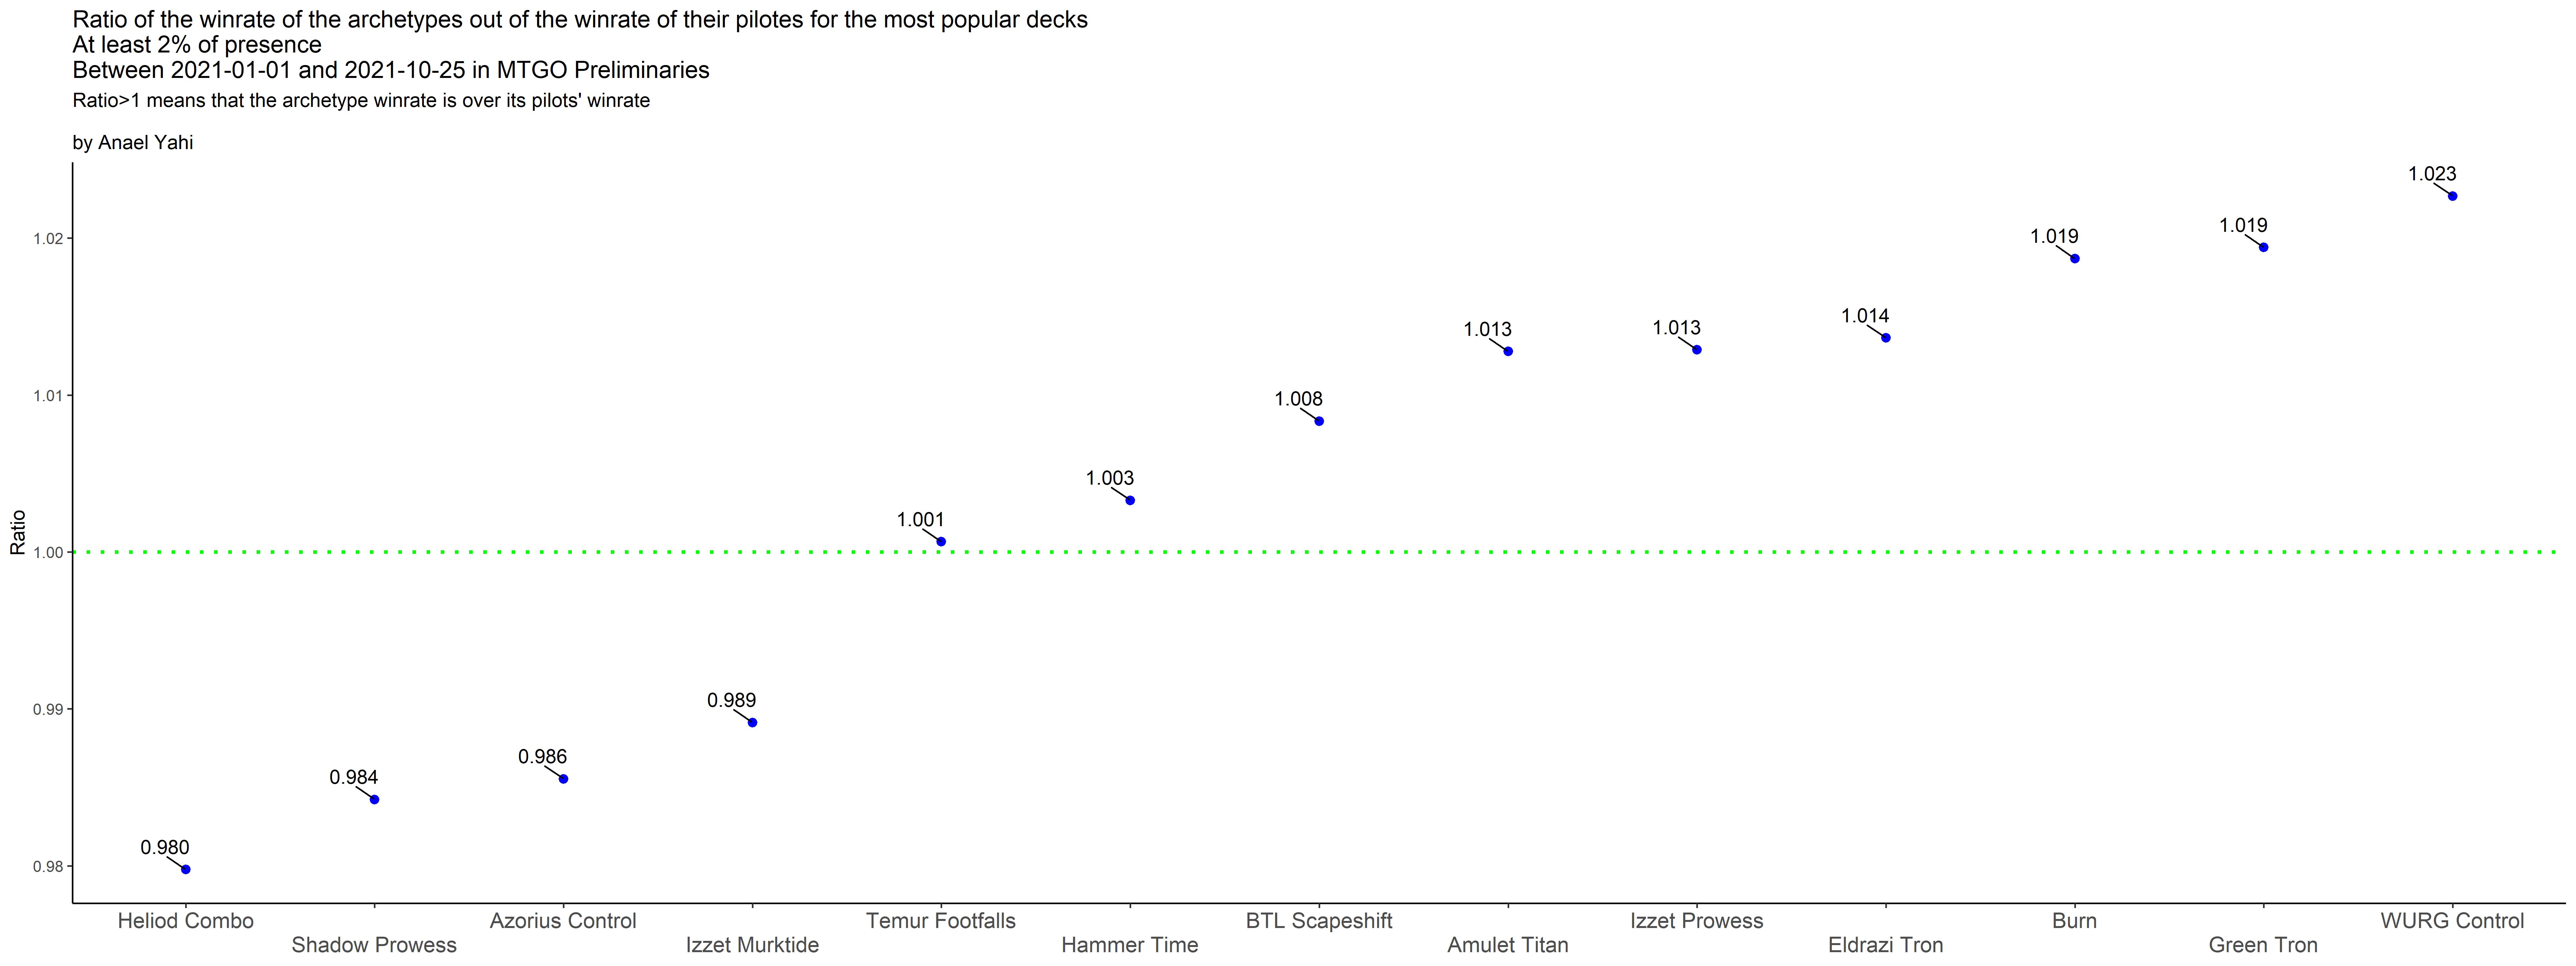 Ratio of the winrate of the archetypes out of the winrate of their pilotes for the most popular decks
At least 2% of presence
Between 2021-01-01 and 2021-10-25 in MTGO Preliminaries
Ratio>1 means that the archetype winrate is over its pilots' winrate
by Anael Yahi
1.023
1.02
1.019
1.019
1.014
1.013
1.013
1.01
1.008
1.003
1.001
Ratio
1.00
0.99
0.989
0.986
0.984
0.980
0.98
Heliod Combo
Shadow Prowess
Azorius Control
Izzet Murktide
Temur Footfalls
Hammer Time
BTL Scapeshift
Amulet Titan
Izzet Prowess
Eldrazi Tron
Burn
Green Tron
WURG Control